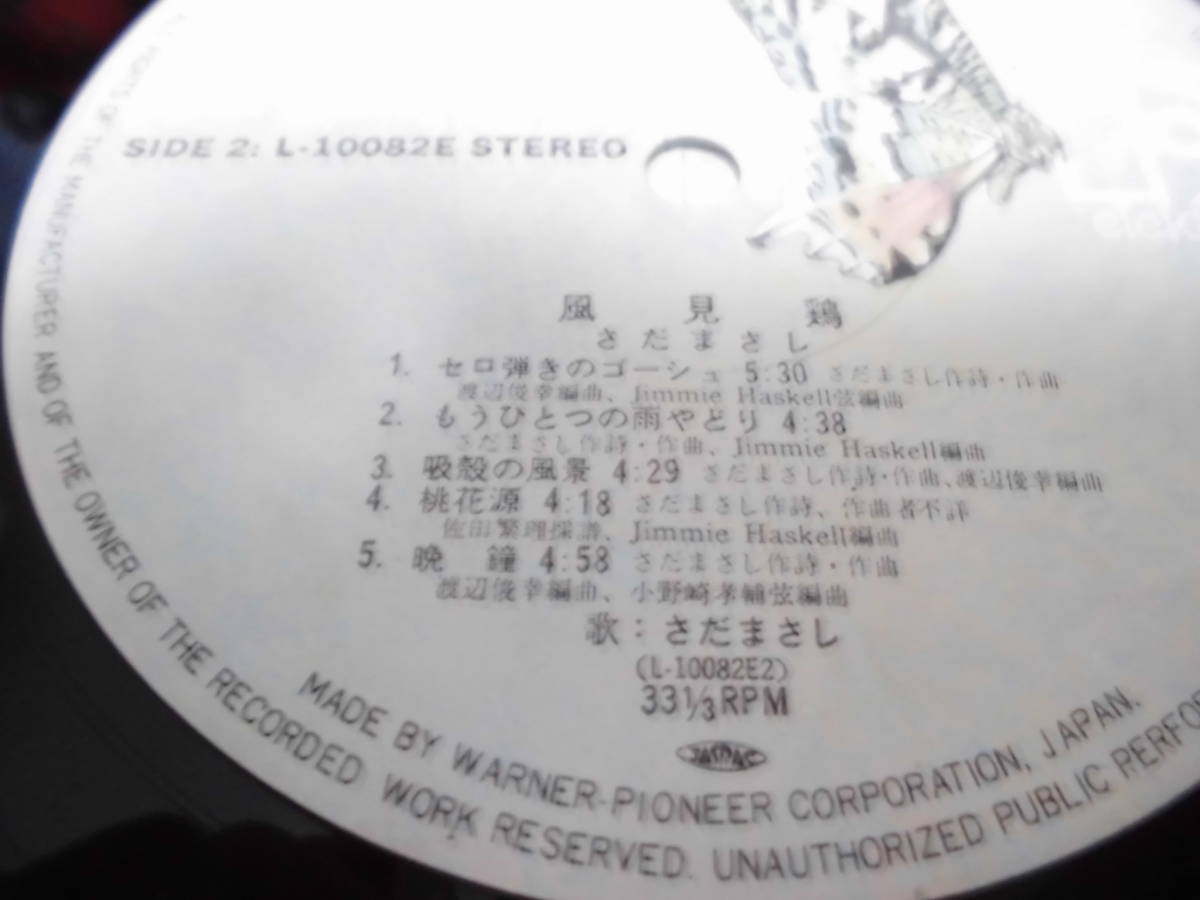 SIDE 2: L-10082E STEREO
風 見 鶏
さだまさし
1. セロ弾きのゴーシュ 5:30 さだまさし作詩・作曲
渡辺俊幸編曲、Jimmie Haskell弦編曲
2. もうひとつの雨やどり 4:38
さだまさし作詩・作曲、Jimmie Haskell編曲
3. 吸殻の風景 4:29 さだまさし作詩・作曲、渡辺俊幸編曲
4. 桃花源 4:18 さだまさし作詩、作曲者不詳
佐田繁理採譜、Jimmie Haskell編曲
5. 晩 鐘 4:58 さだまさし作詩・作曲
渡辺俊幸編曲、小野崎孝輔弦編曲
歌：さだまさし
(L-10082E2)
33⅓RPM
MADE BY WARNER-PIONEER CORPORATION, JAPAN.
RIGHTS OF THE MANUFACTURER AND OF THE OWNER OF THE RECORDED WORK RESERVED. UNAUTHORIZED PUBLIC PERFO